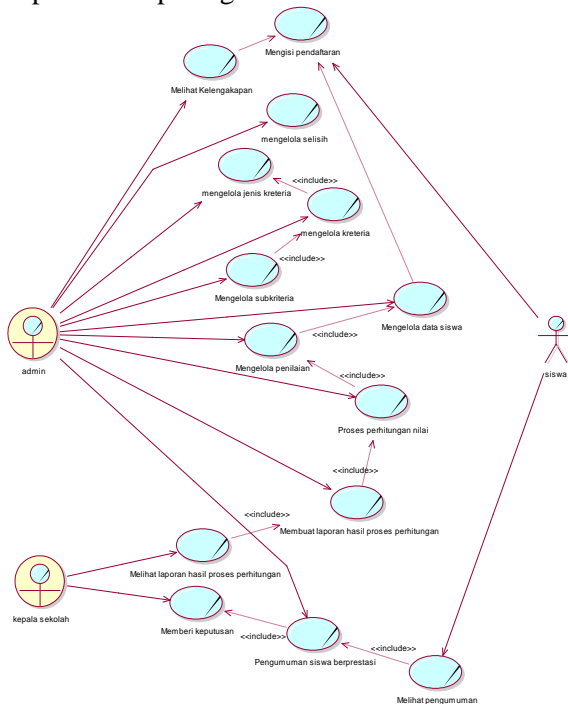 Mengisi pendaftaran
Melihat Kelengakapan
mengelola selisih
<<include>>
mengelola jenis kreteria
mengelola kreteria
<<include>>
Mengelola subkriteria
Mengelola data siswa
<<include>>
admin
Mengelola penilaian
siswa
<<include>>
Proses perhitungan nilai
<<include>>
<<include>>
Membuat laporan hasil proses perhitungan
Melihat laporan hasil proses perhitungan
kepala sekolah
Memberi keputusan
<<include>>
Pengumuman siswa berprestasi
<<include>>
Melihat pengumuman